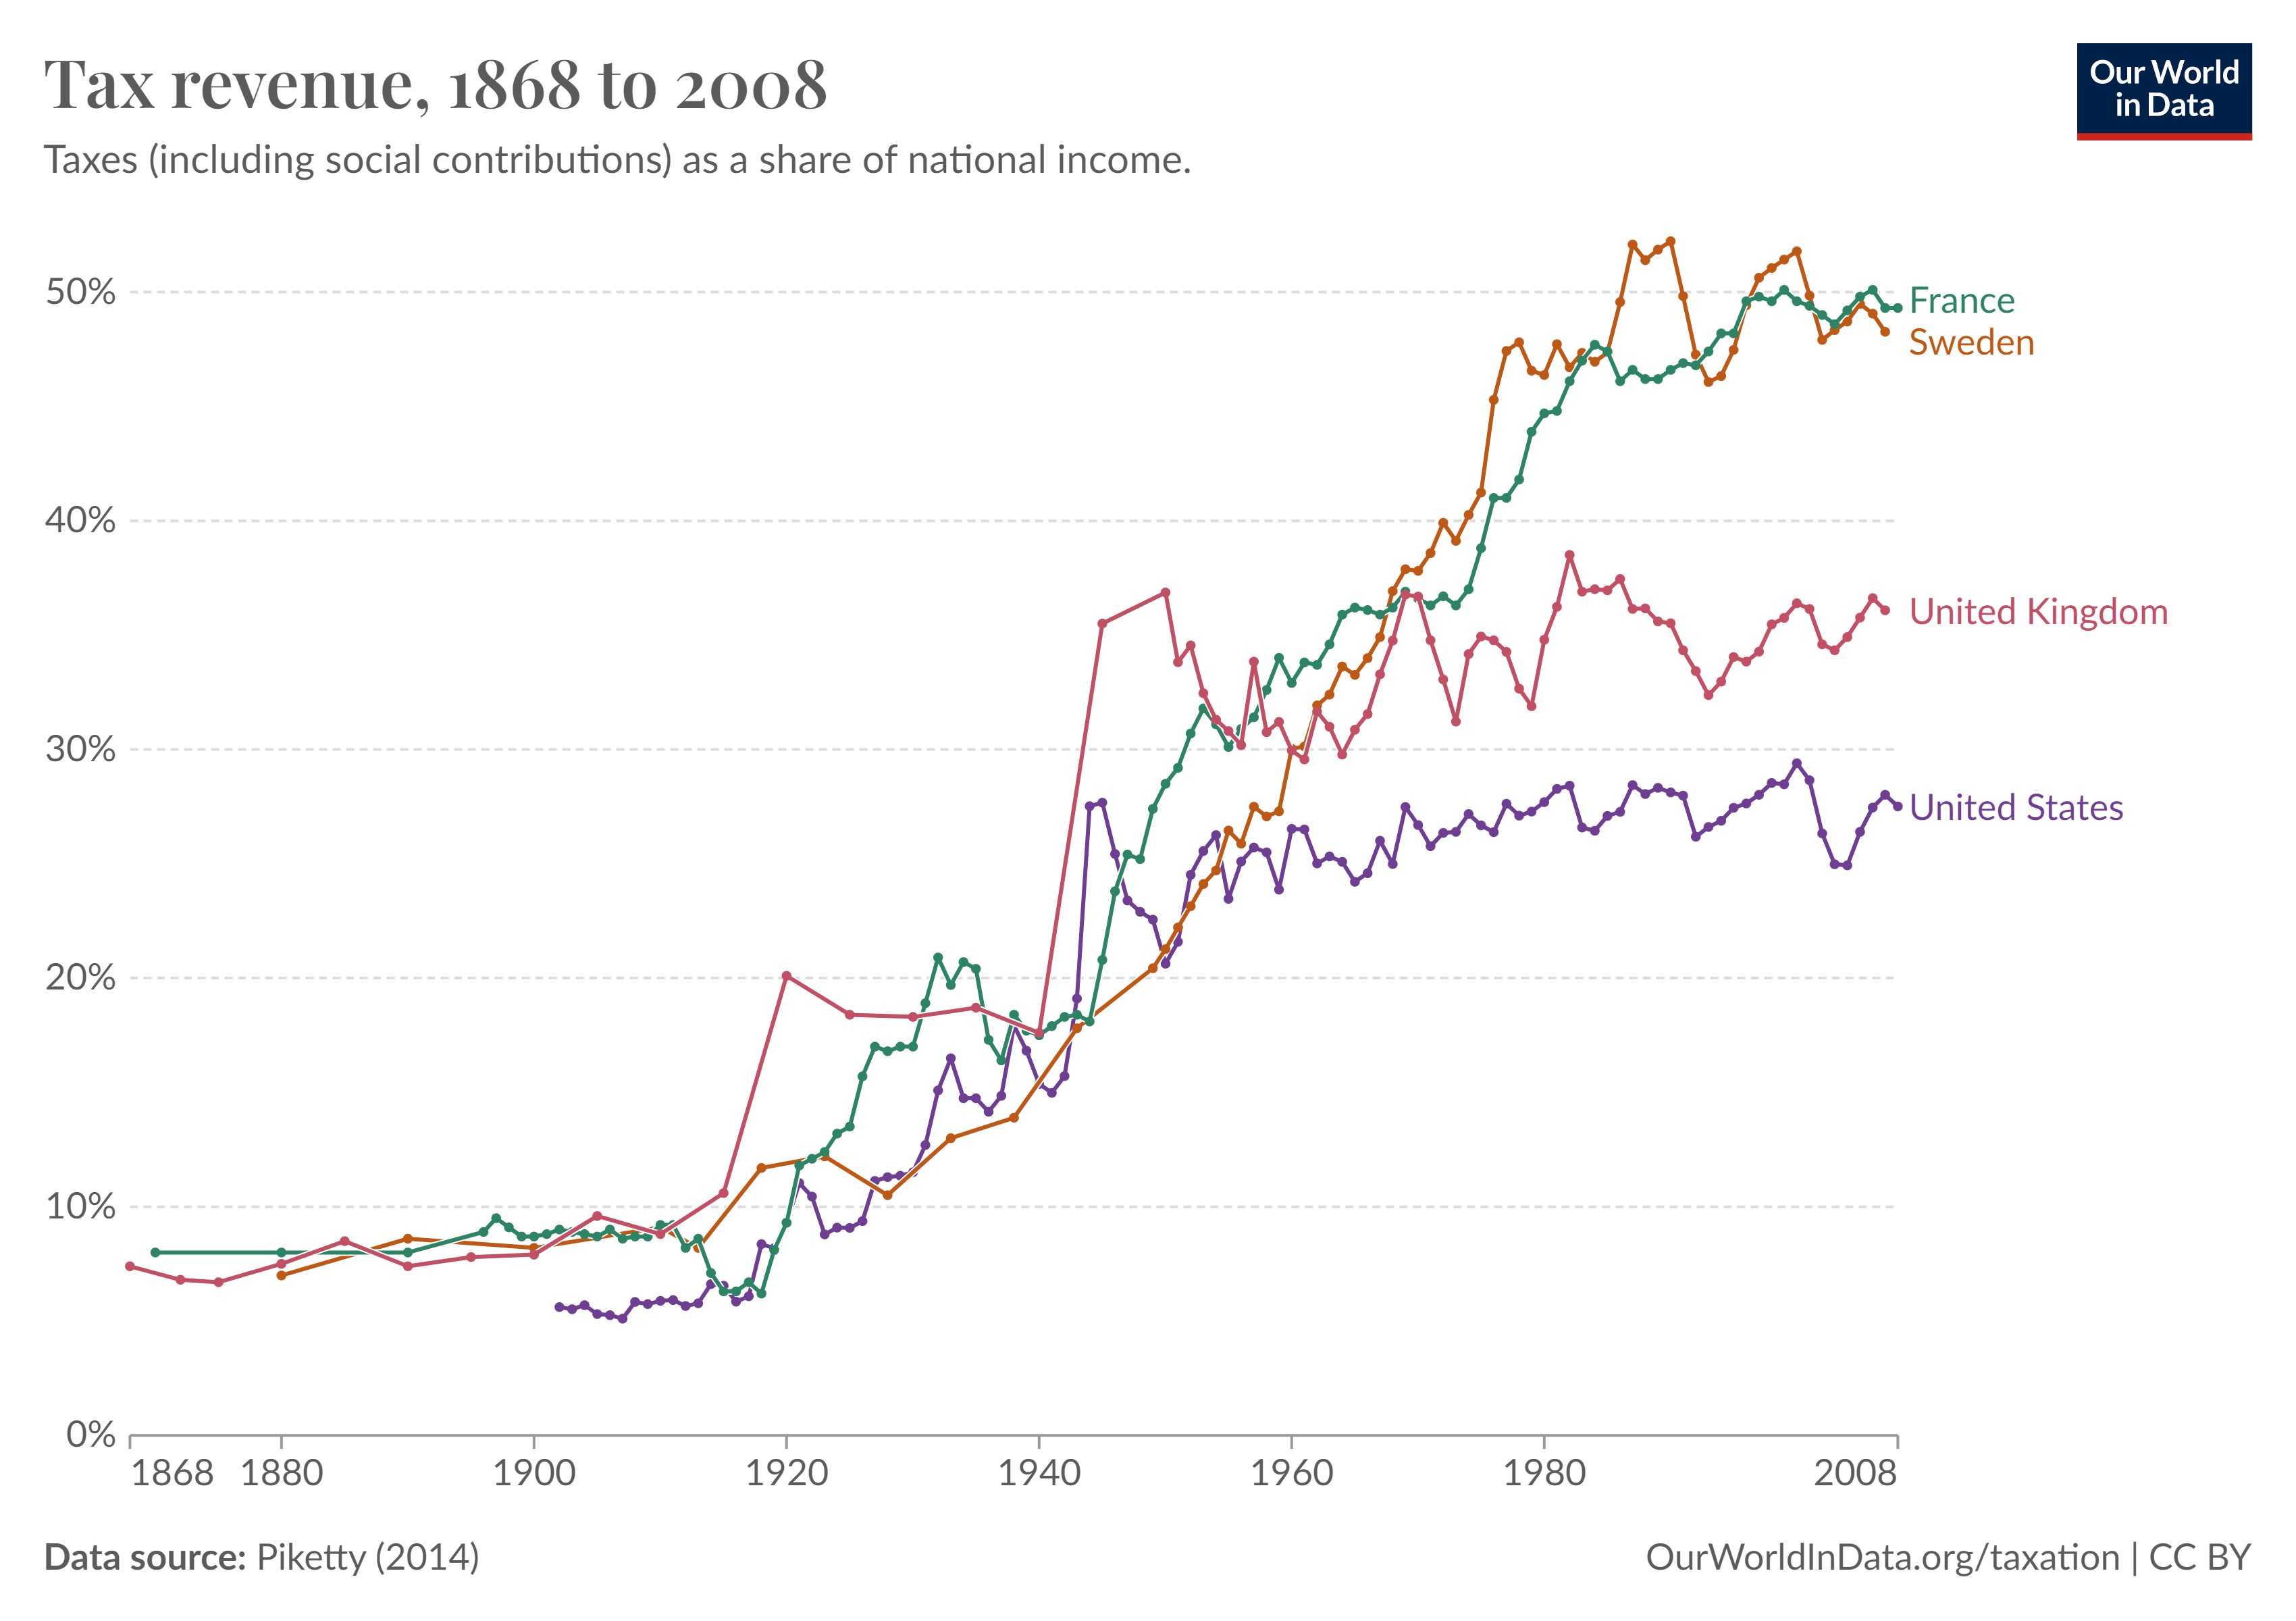 Tax revenue, 1868 to 2008
Taxes (including social contributions) as a share of national income.
Our World
in Data
50%
40%
30%
20%
10%
0%
France
Sweden
United Kingdom
United States
1868 1880 1900 1920 1940 1960 1980 2008
Data source: Piketty (2014)
OurWorldInData.org/taxation | CC BY